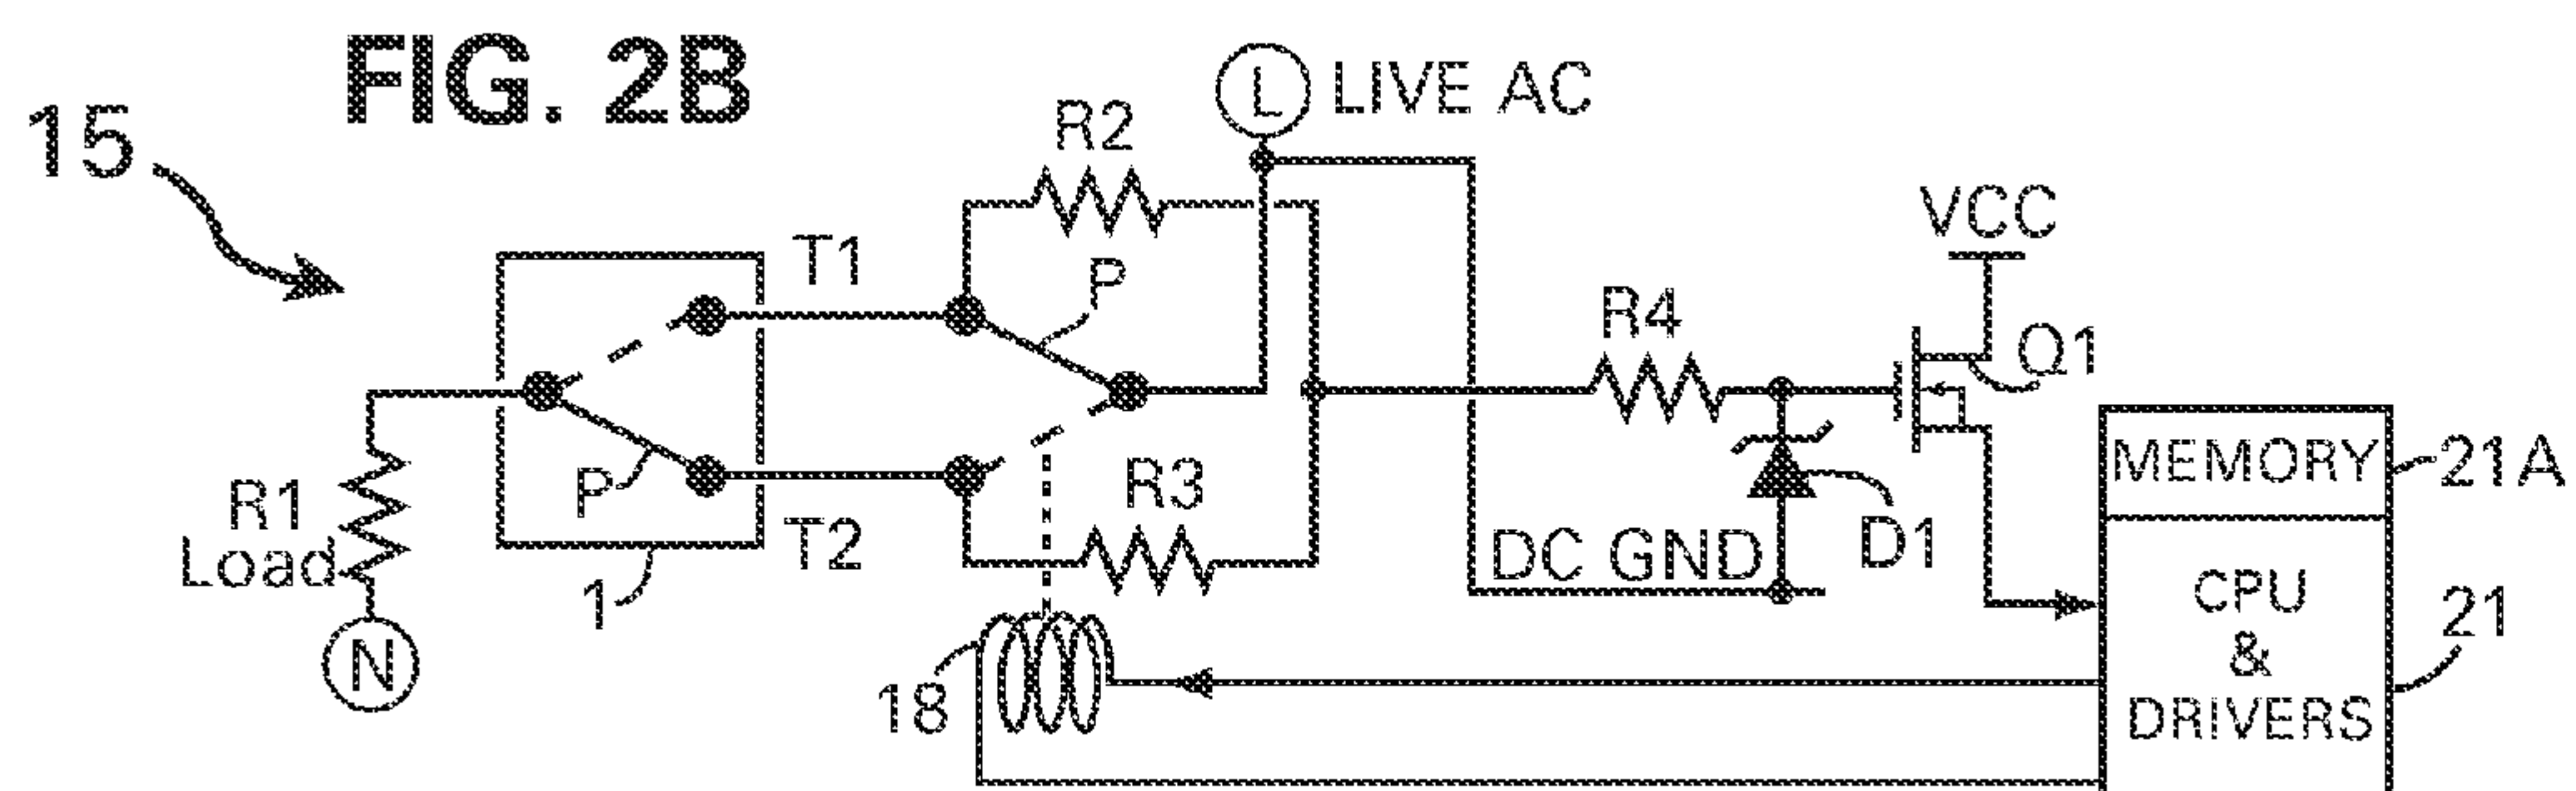 FIG. 2B
15
L LIVE AC
R2
VCC
T1
P
R4
Q1
MEMORY
21A
P
R3
R1
Load
T2
DC GND
D1
1
CPU
&
DRIVERS
21
N
18